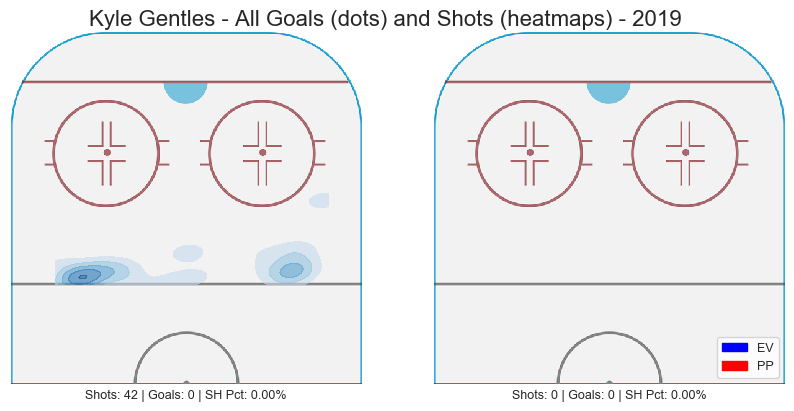 Kyle Gentles - All Goals (dots) and Shots (heatmaps) - 2019
EV
PP
Shots: 42 | Goals: 0 | SH Pct: 0.00%
Shots: 0 | Goals: 0 | SH Pct: 0.00%